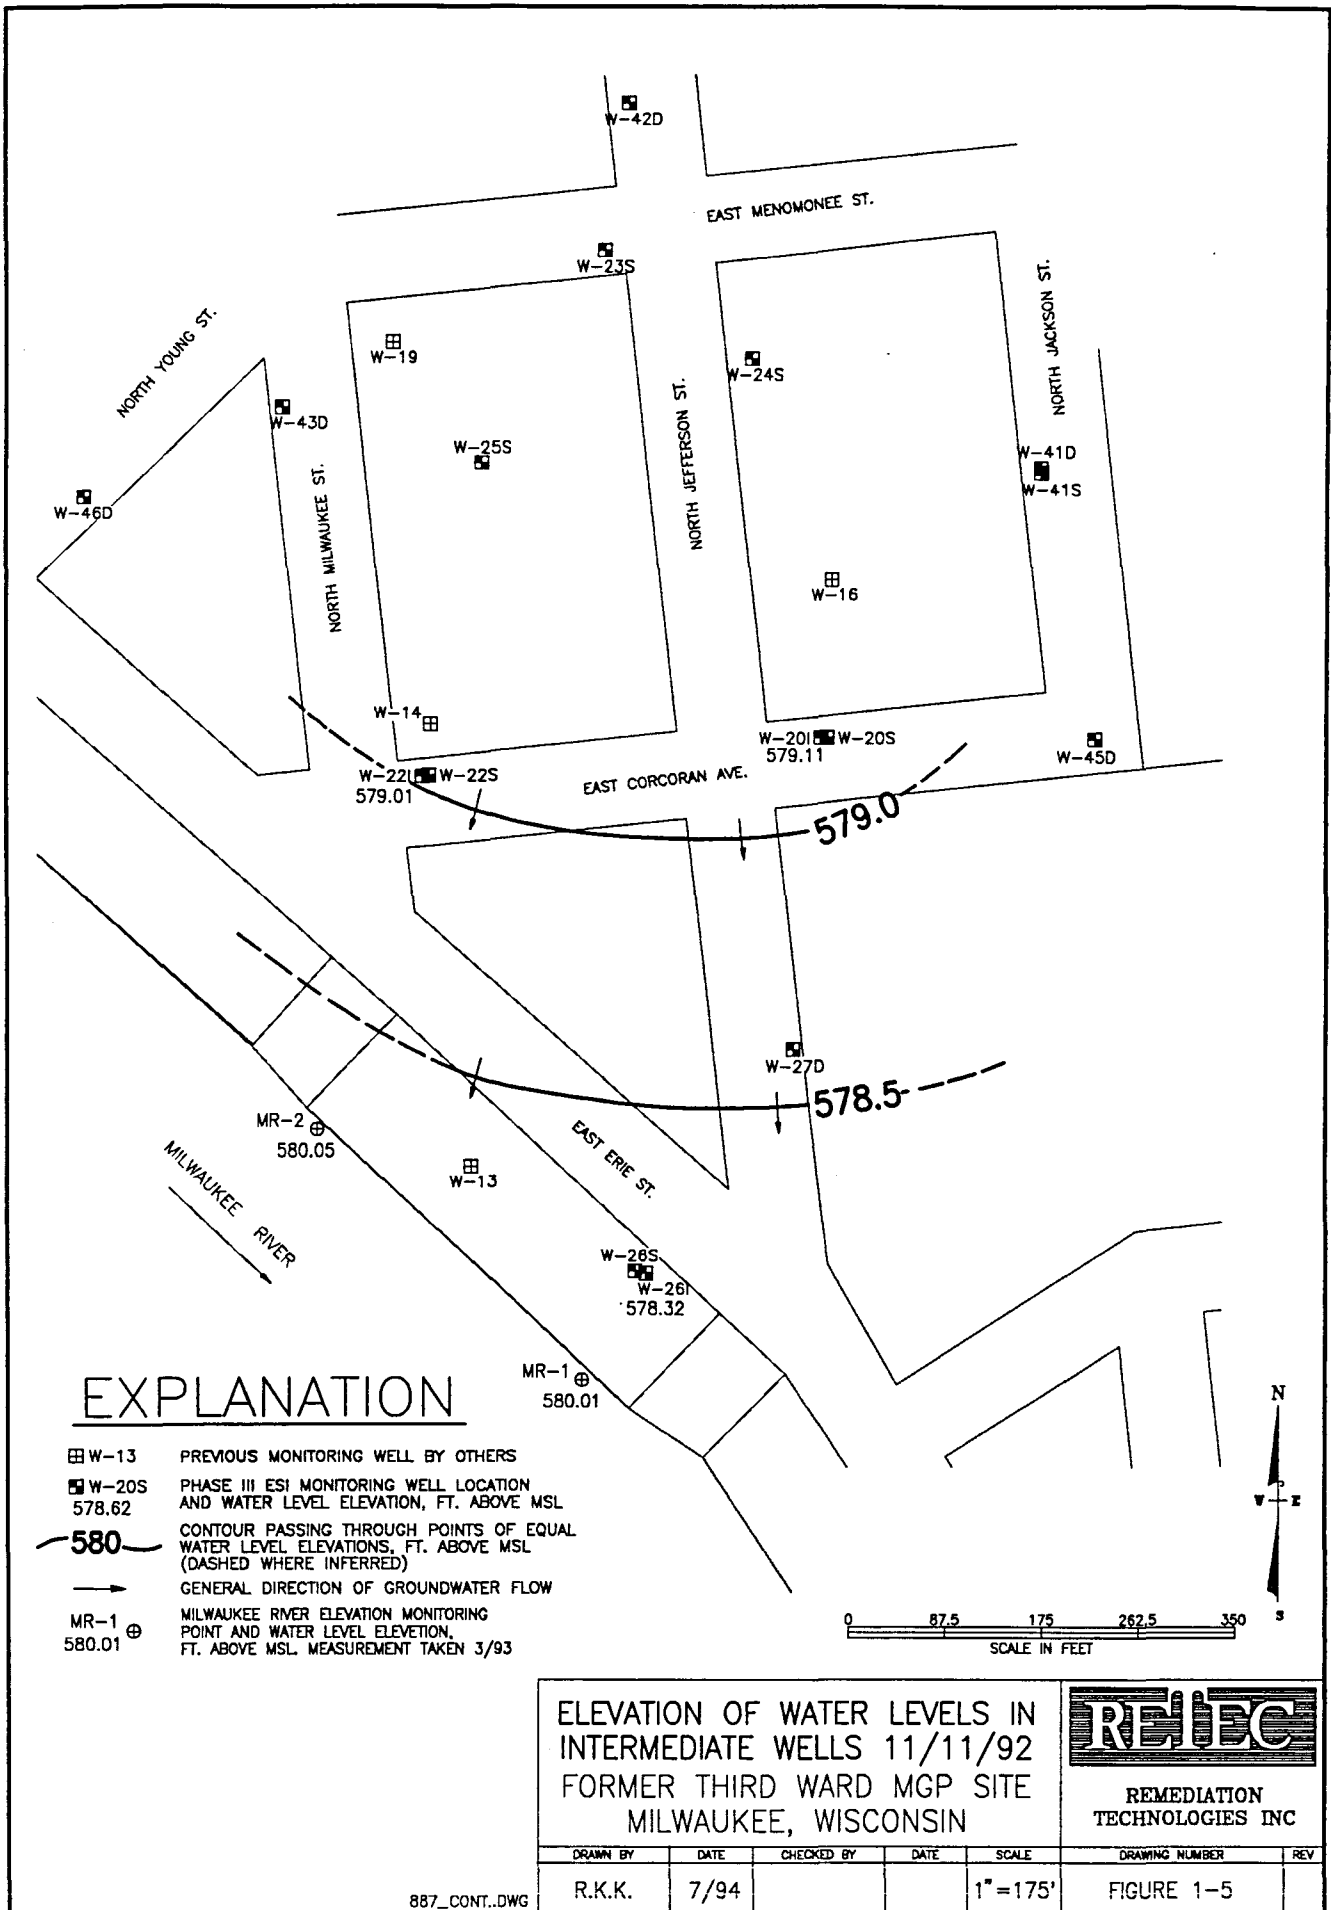 W-42D
EAST MENOMONEE ST.
W-23S
NORTH YOUNG ST.
W-19
NORTH JACKSON ST.
W-24S
W-43D
NORTH JEFFERSON ST.
W-25S
W-41D
W-41S
NORTH MILWAUKEE ST.
W-46D
W-16
W-14
W-20I W-20S
579.11
W-45D
W-22I W-22S
579.01
EAST CORCORAN AVE.
579.0
W-27D
578.5
MR-2
580.05
EAST ERIE ST.
MILWAUKEE RIVER
W-13
W-26S
W-26I
578.32
MR-1
580.01
EXPLANATION
W-13 PREVIOUS MONITORING WELL BY OTHERS
W-20S PHASE III ESI MONITORING WELL LOCATION
578.62 AND WATER LEVEL ELEVATION, FT. ABOVE MSL
580 CONTOUR PASSING THROUGH POINTS OF EQUAL
WATER LEVEL ELEVATIONS, FT. ABOVE MSL
(DASHED WHERE INFERRED)
GENERAL DIRECTION OF GROUNDWATER FLOW
MR-1 MILWAUKEE RIVER ELEVATION MONITORING
580.01 POINT AND WATER LEVEL ELEVETION,
FT. ABOVE MSL. MEASUREMENT TAKEN 3/93
N
W E
S
0 87.5 175 262.5 350
SCALE IN FEET
ELEVATION OF WATER LEVELS IN
INTERMEDIATE WELLS 11/11/92
FORMER THIRD WARD MGP SITE
MILWAUKEE, WISCONSIN
RETEC
REMEDIATION
TECHNOLOGIES INC
DRAWN BY DATE CHECKED BY DATE SCALE DRAWING NUMBER REV
R.K.K. 7/94 1"=175' FIGURE 1-5
887_CONT..DWG